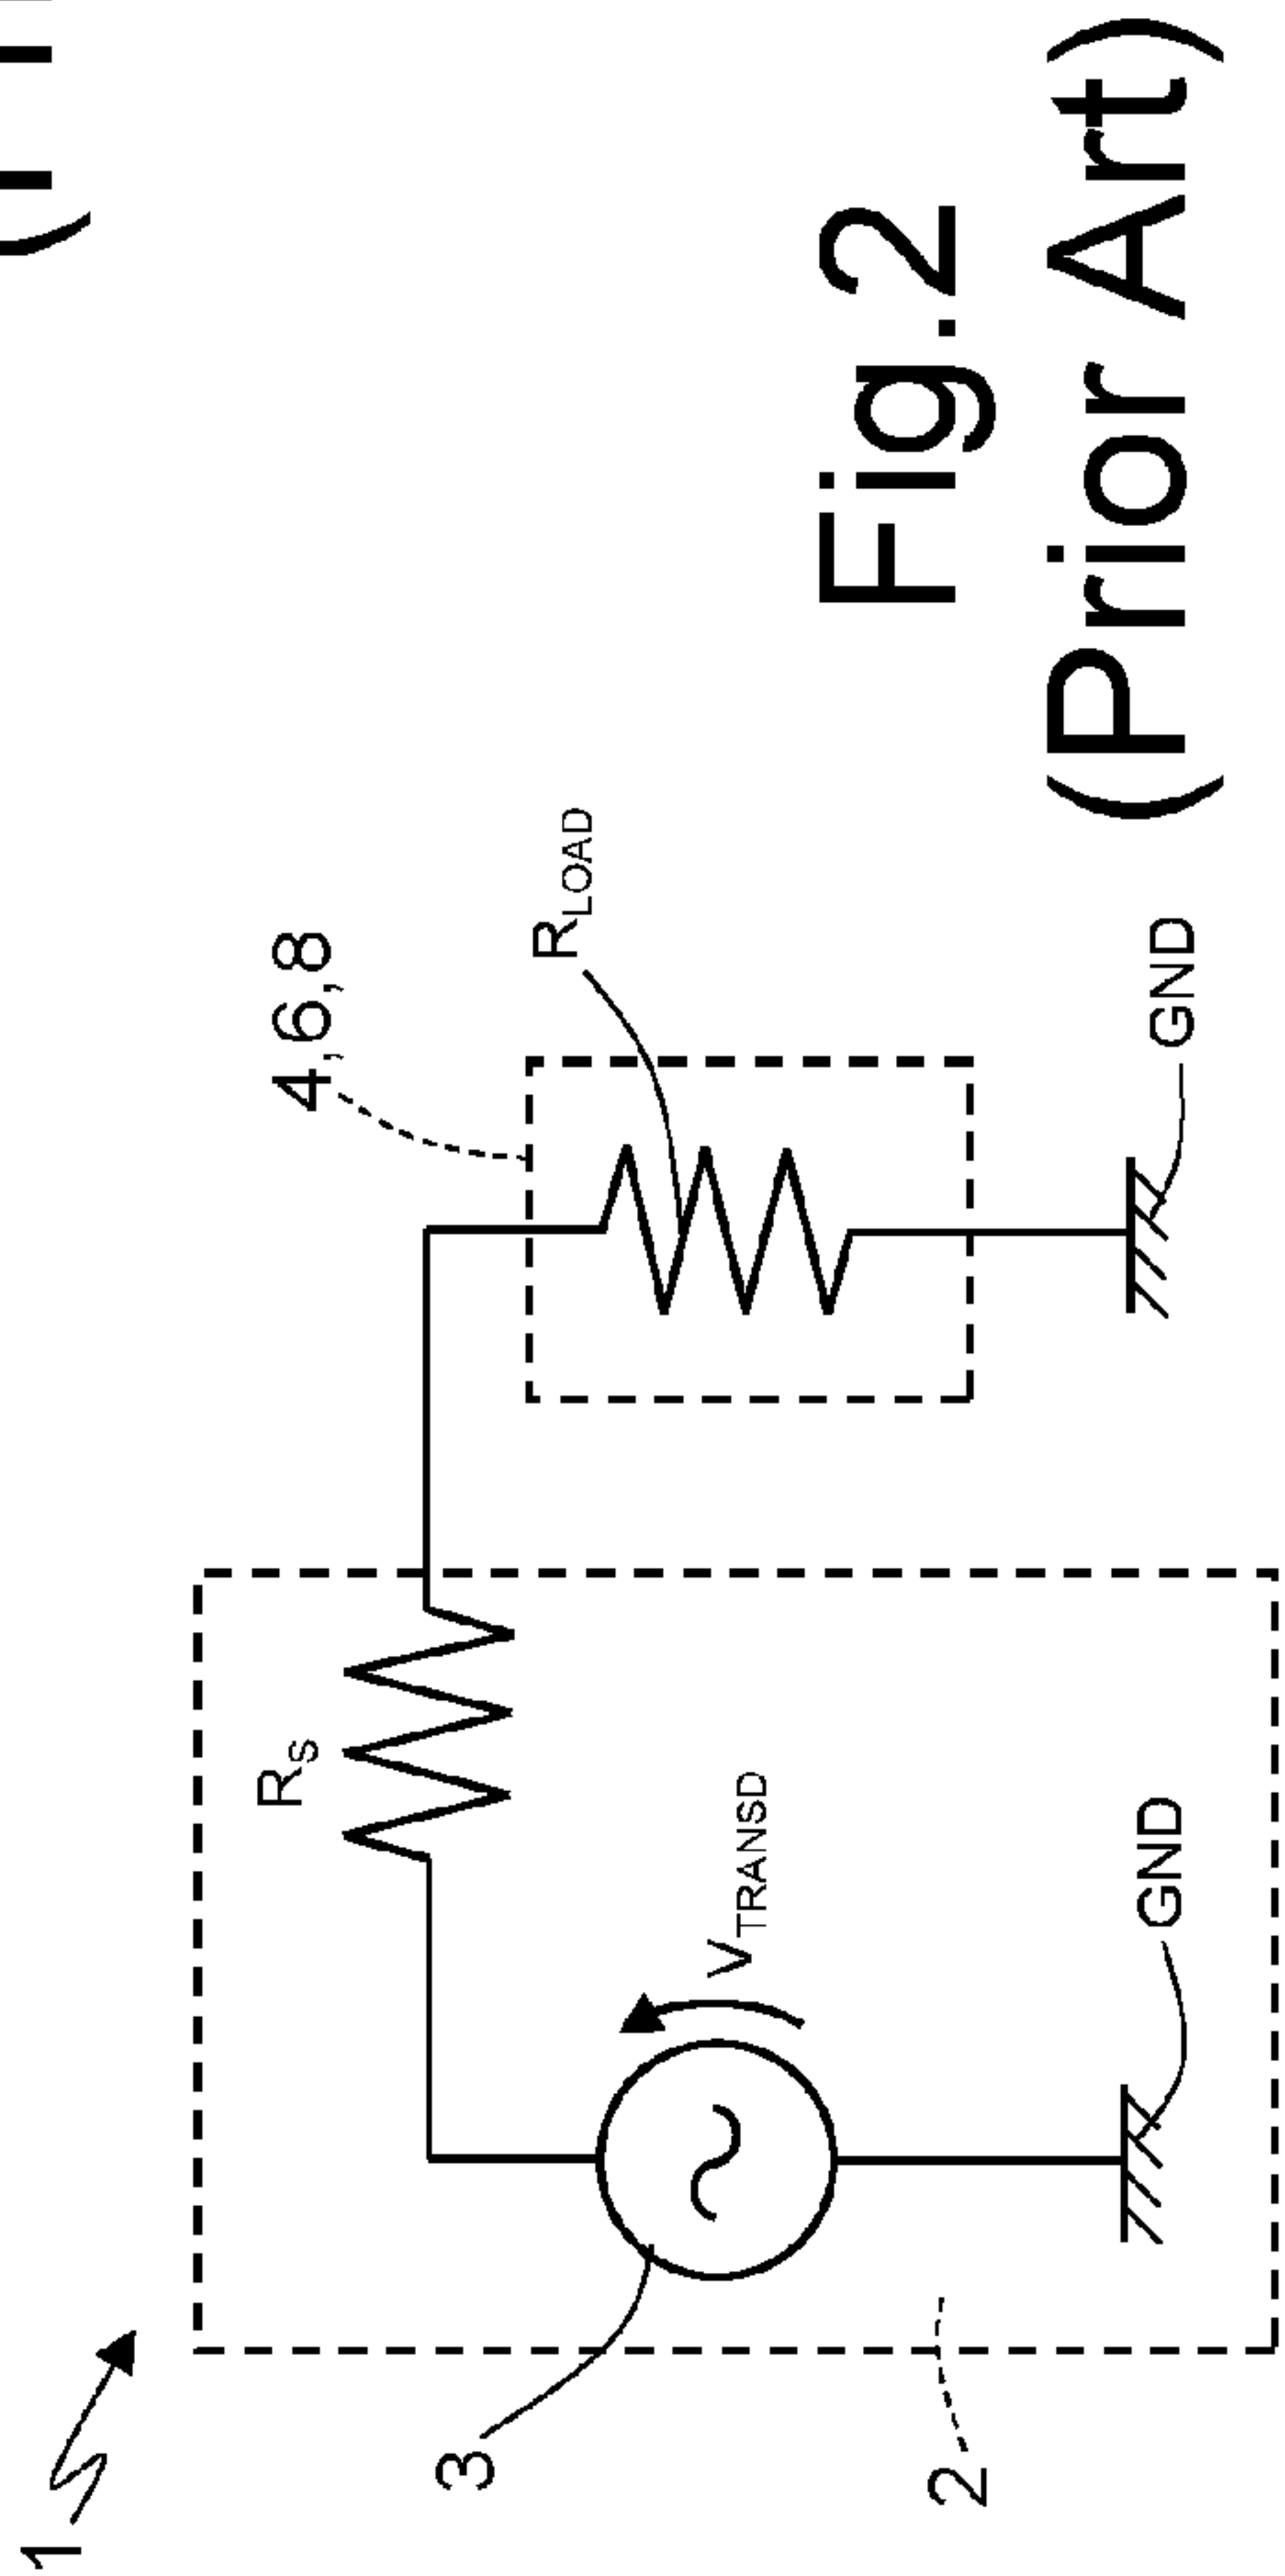 1
4,6,8
R_S
R_LOAD
3
V_TRANSD
2
GND
GND
Fig.2
(Prior Art)